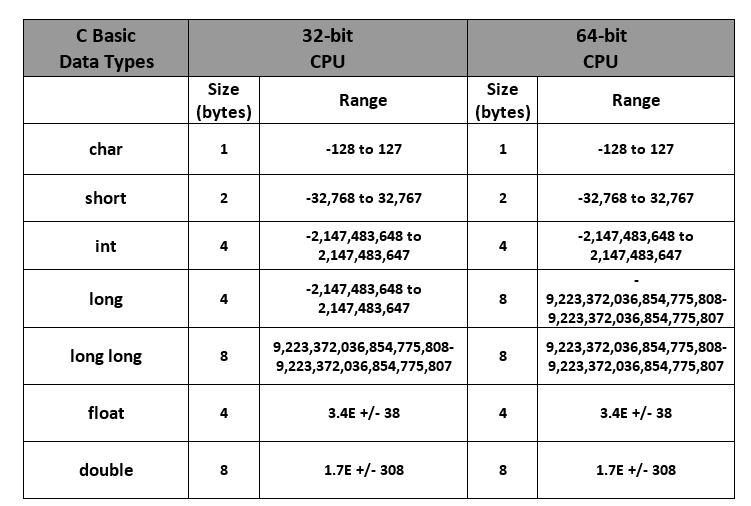 C Basic
Data Types
32-bit
CPU
64-bit
CPU
Size
(bytes)
Range
Size
(bytes)
Range
char
1
-128 to 127
1
-128 to 127
short
2
-32,768 to 32,767
2
-32,768 to 32,767
int
4
-2,147,483,648 to
2,147,483,647
4
-2,147,483,648 to
2,147,483,647
long
4
-2,147,483,648 to
2,147,483,647
8
-
9,223,372,036,854,775,808-
9,223,372,036,854,775,807
long long
8
9,223,372,036,854,775,808-
9,223,372,036,854,775,807
8
9,223,372,036,854,775,808-
9,223,372,036,854,775,807
float
4
3.4E +/- 38
4
3.4E +/- 38
double
8
1.7E +/- 308
8
1.7E +/- 308